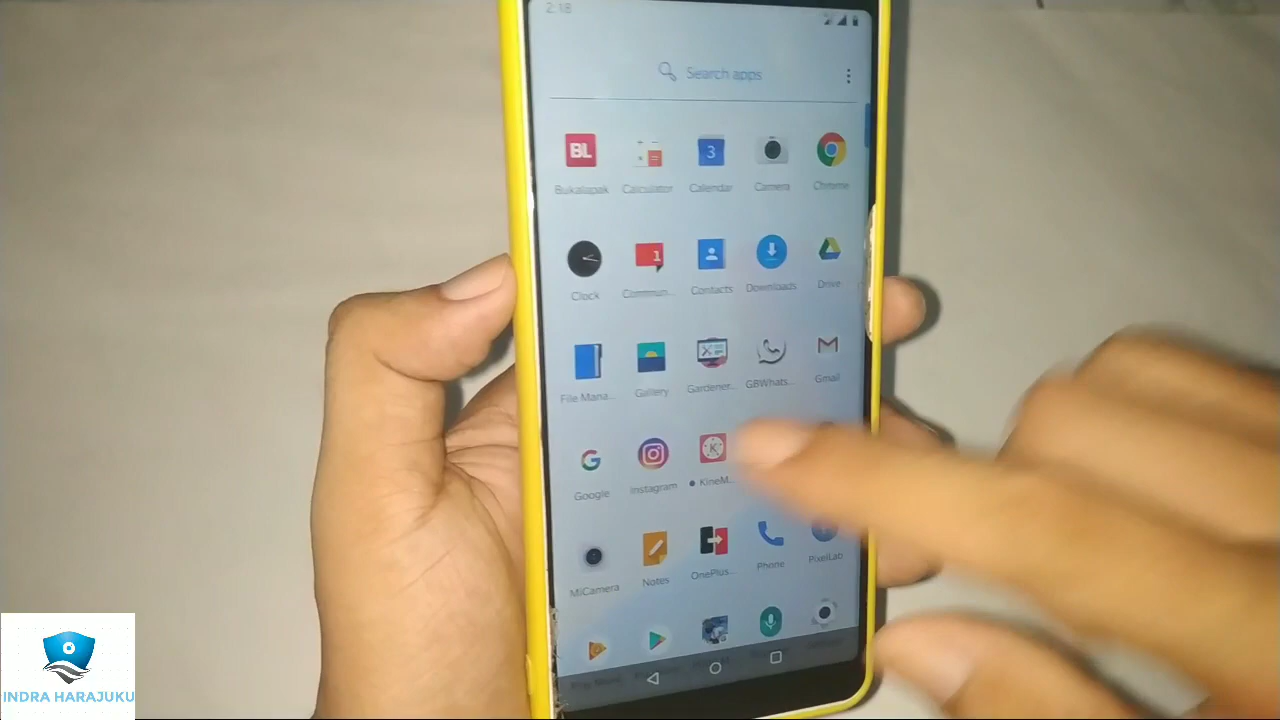 2:18
Search apps
BL
3
Bukalapak Calculator Calendar Camera Chrome
1
Clock Commun... Contacts Downloads Drive
File Mana... Gallery Gardener... GBWhats... Gmail
G
K
Google Instagram KineM...
MiCamera Notes OnePlus... Phone PixelLab
INDRA HARAJUKU